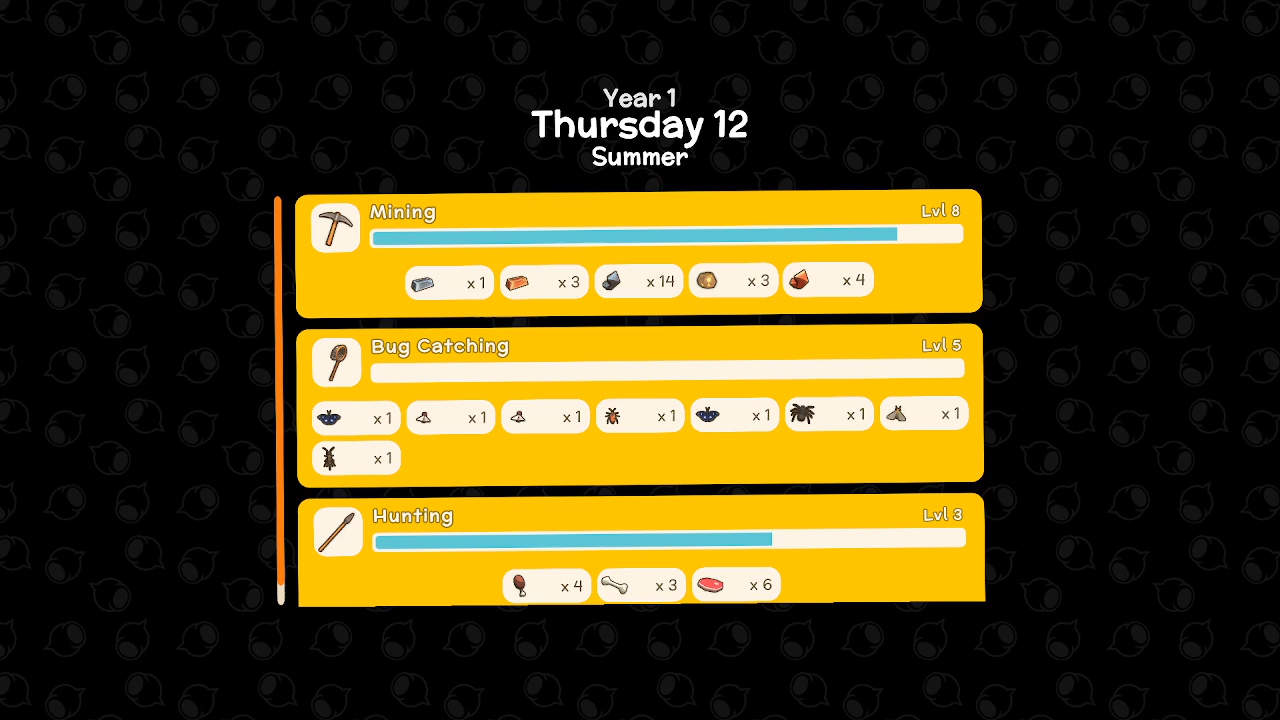 Year 1
Thursday 12
Summer
Mining Lvl 8
x 1 x 3 x 14 x 3 x 4
Bug Catching Lvl 5
x 1 x 1 x 1 x 1 x 1 x 1 x 1
x 1
Hunting Lvl 3
x 4 x 3 x 6